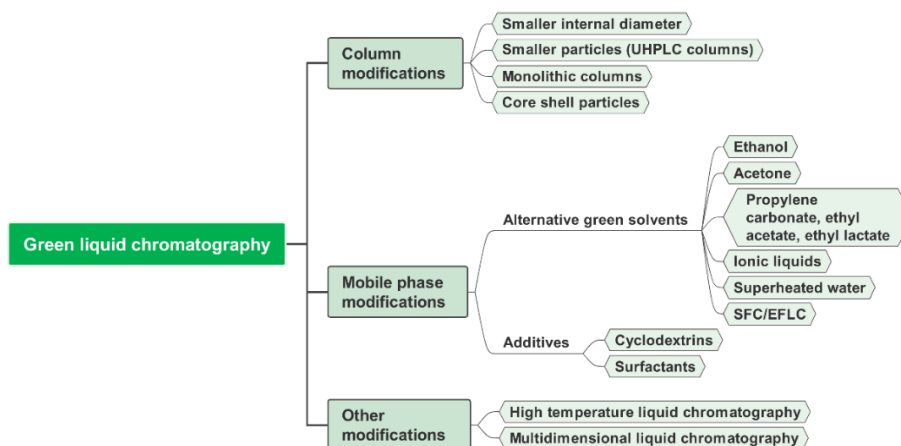 Green liquid chromatography
Column
modifications
Smaller internal diameter
Smaller particles (UHPLC columns)
Monolithic columns
Core shell particles
Mobile phase
modifications
Alternative green solvents
Ethanol
Acetone
Propylene
carbonate, ethyl
acetate, ethyl lactate
Ionic liquids
Superheated water
SFC/EFLC
Additives
Cyclodextrins
Surfactants
Other
modifications
High temperature liquid chromatography
Multidimensional liquid chromatography